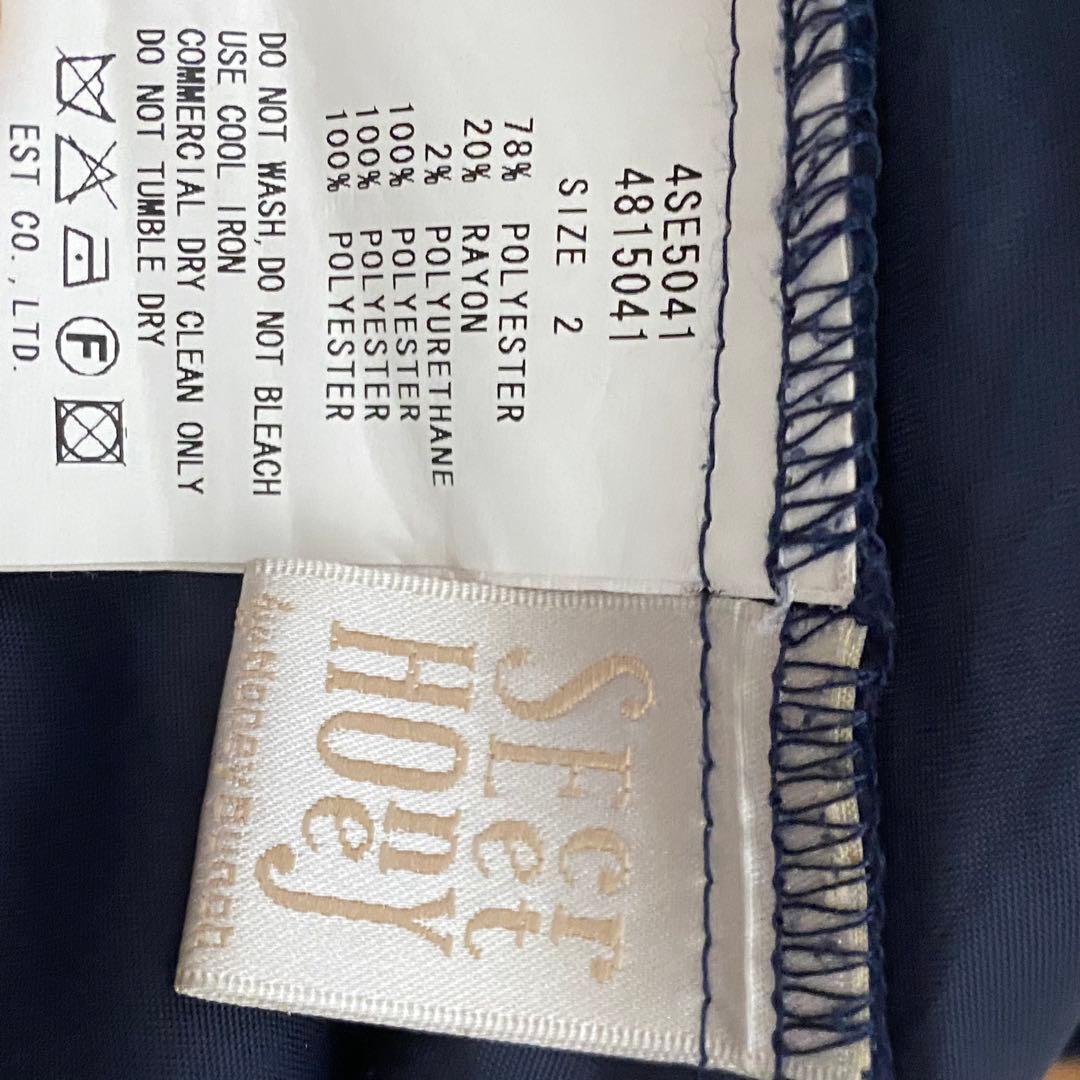 4SE5041
4815041
SIZE 2
78% POLYESTER
20% RAYON
2% POLYURETHANE
100% POLYESTER
100% POLYESTER
100% POLYESTER
DO NOT WASH,DO NOT BLEACH
USE COOL IRON
COMMERCIAL DRY CLEAN ONLY
DO NOT TUMBLE DRY
F
EST CO.,LTD.
SEcret
HOney